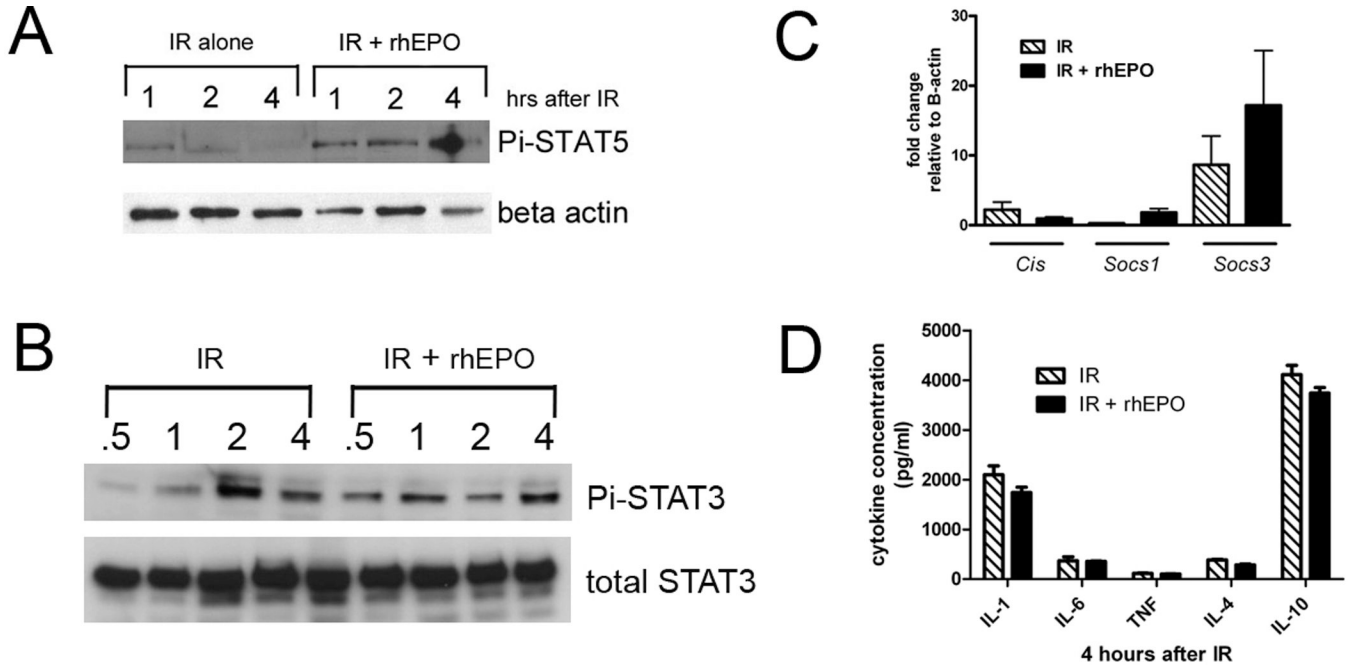 A
IR alone IR + rhEPO
1 2 4 1 2 4 hrs after IR
Pi-STAT5
beta actin
B
IR IR + rhEPO
.5 1 2 4 .5 1 2 4
Pi-STAT3
total STAT3
C
30
20
10
0
fold change
relative to B-actin
IR
IR + rhEPO
Cis Socs1 Socs3
D
5000
4000
3000
2000
1000
0
cytokine concentration
(pg/ml)
IR
IR + rhEPO
IL-1 IL-6 TNF IL-4 IL-10
4 hours after IR